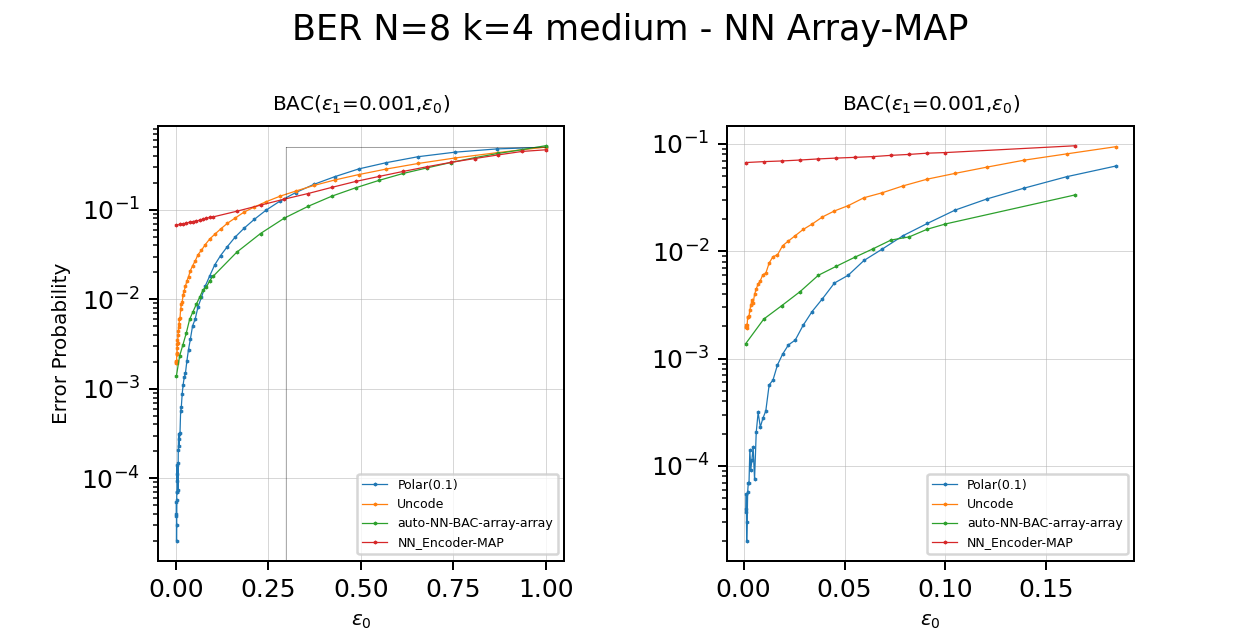 BER N=8 k=4 medium - NN Array-MAP
BAC(ε₁=0.001,ε₀)
Error Probability
10⁻¹
10⁻²
10⁻³
10⁻⁴
0.00 0.25 0.50 0.75 1.00
ε₀
Polar(0.1)
Uncode
auto-NN-BAC-array-array
NN_Encoder-MAP
BAC(ε₁=0.001,ε₀)
10⁻¹
10⁻²
10⁻³
10⁻⁴
0.00 0.05 0.10 0.15
ε₀
Polar(0.1)
Uncode
auto-NN-BAC-array-array
NN_Encoder-MAP